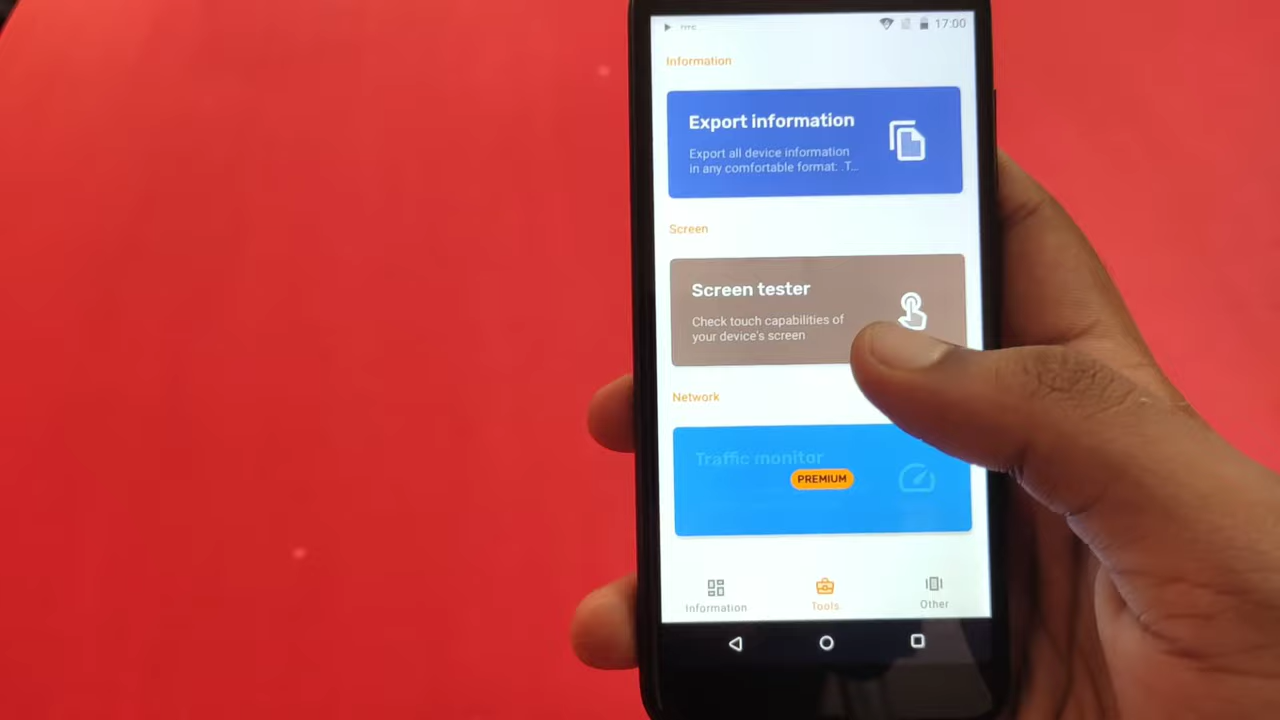 17:00
Information
Export information
Export all device information
in any comfortable format: .T...
Screen
Screen tester
Check touch capabilities of
your device's screen
Network
Traffic monitor
PREMIUM
Information
Tools
Other